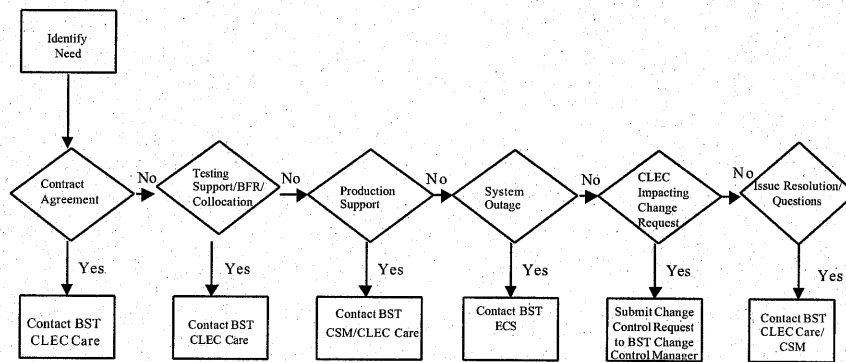 Identify
Need
Contract
Agreement
No
Testing
Support/BFR/
Collocation
No
Production
Support
No
System
Outage
No
CLEC
Impacting
Change
Request
No
Issue Resolution/
Questions
Yes
Yes
Yes
Yes
Yes
Yes
Contact BST
CLEC Care
Contact BST
CLEC Care
Contact BST
CSM/CLEC Care
Contact BST
ECS
Submit Change
Control Request
to BST Change
Control Manager
Contact BST
CLEC Care/
CSM